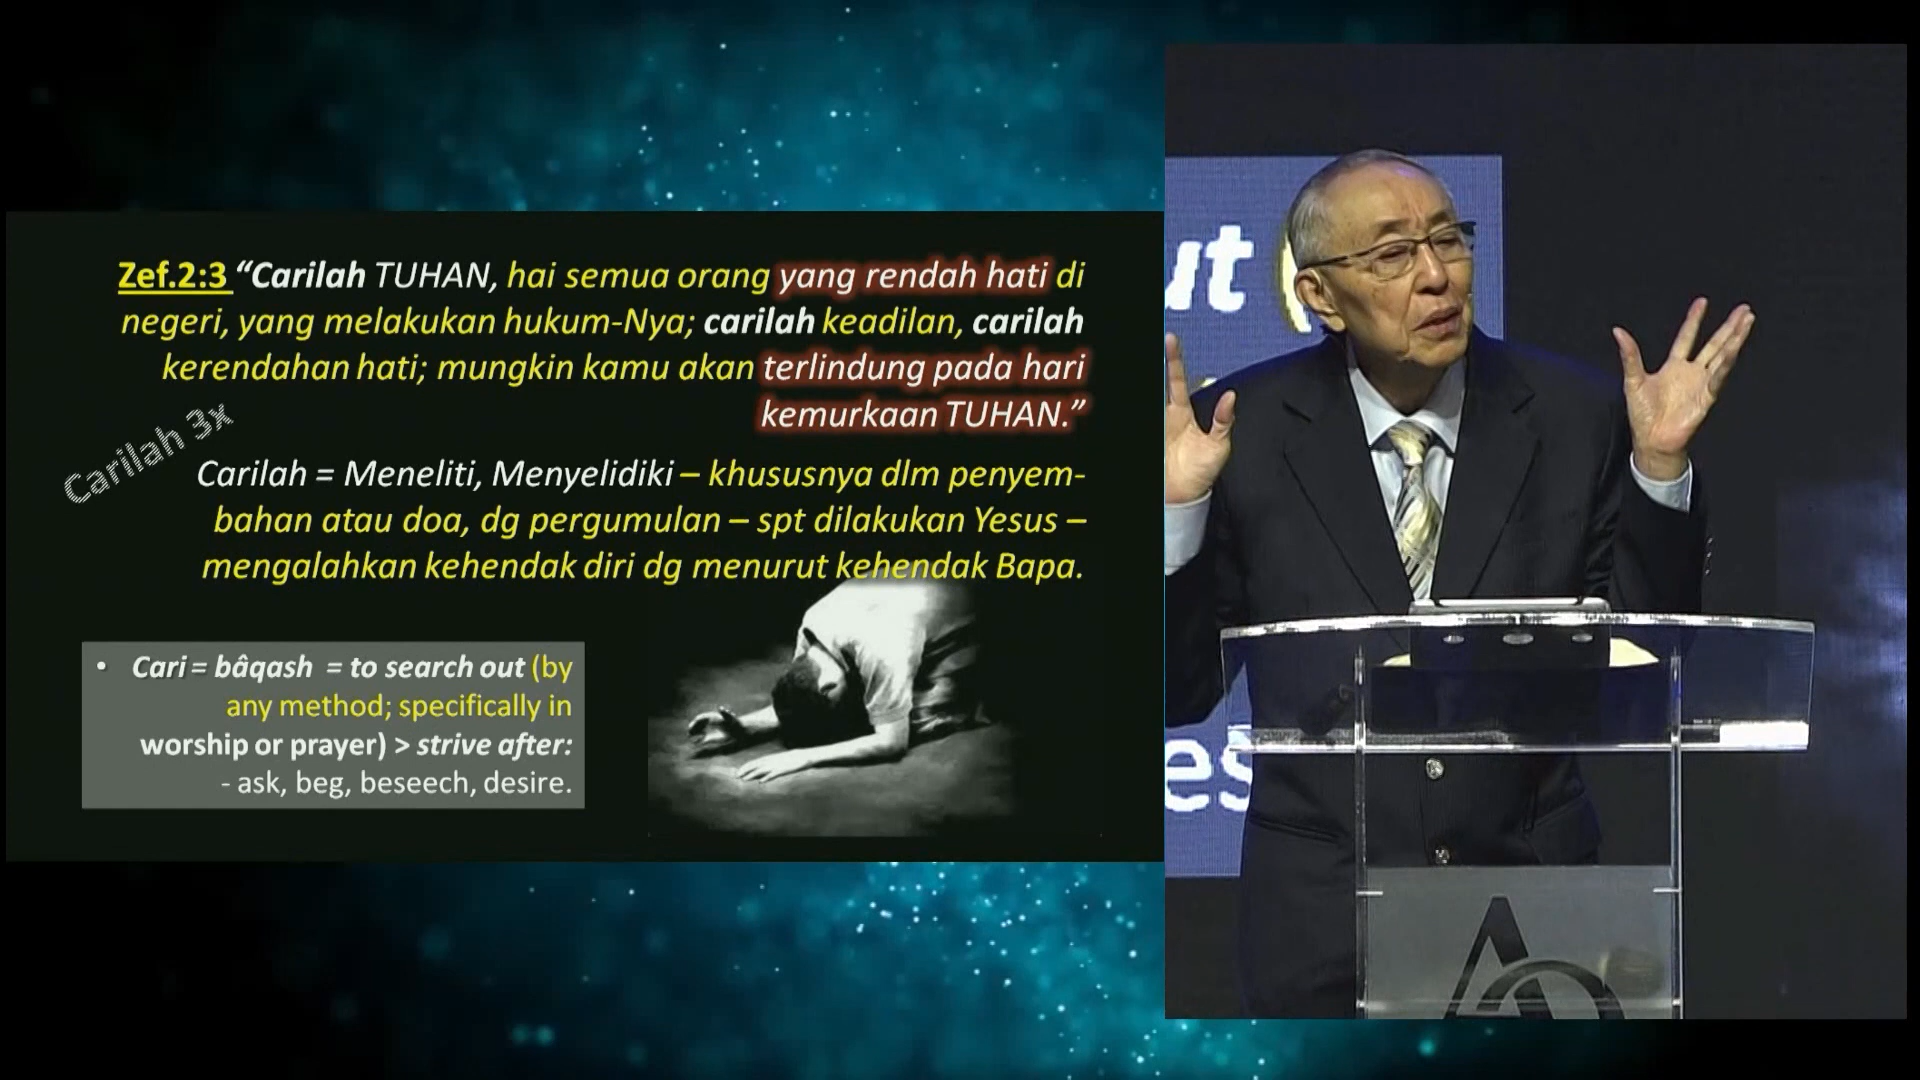 Zef.2:3 “Carilah TUHAN, hai semua orang yang rendah hati di
negeri, yang melakukan hukum-Nya; carilah keadilan, carilah
kerendahan hati; mungkin kamu akan terlindung pada hari
kemurkaan TUHAN.”
Carilah 3x
Carilah = Meneliti, Menyelidiki – khususnya dlm penyem-
bahan atau doa, dg pergumulan – spt dilakukan Yesus –
mengalahkan kehendak diri dg menurut kehendak Bapa.
• Cari = bâqash = to search out (by
any method; specifically in
worship or prayer) > strive after:
- ask, beg, beseech, desire.
ut (
es